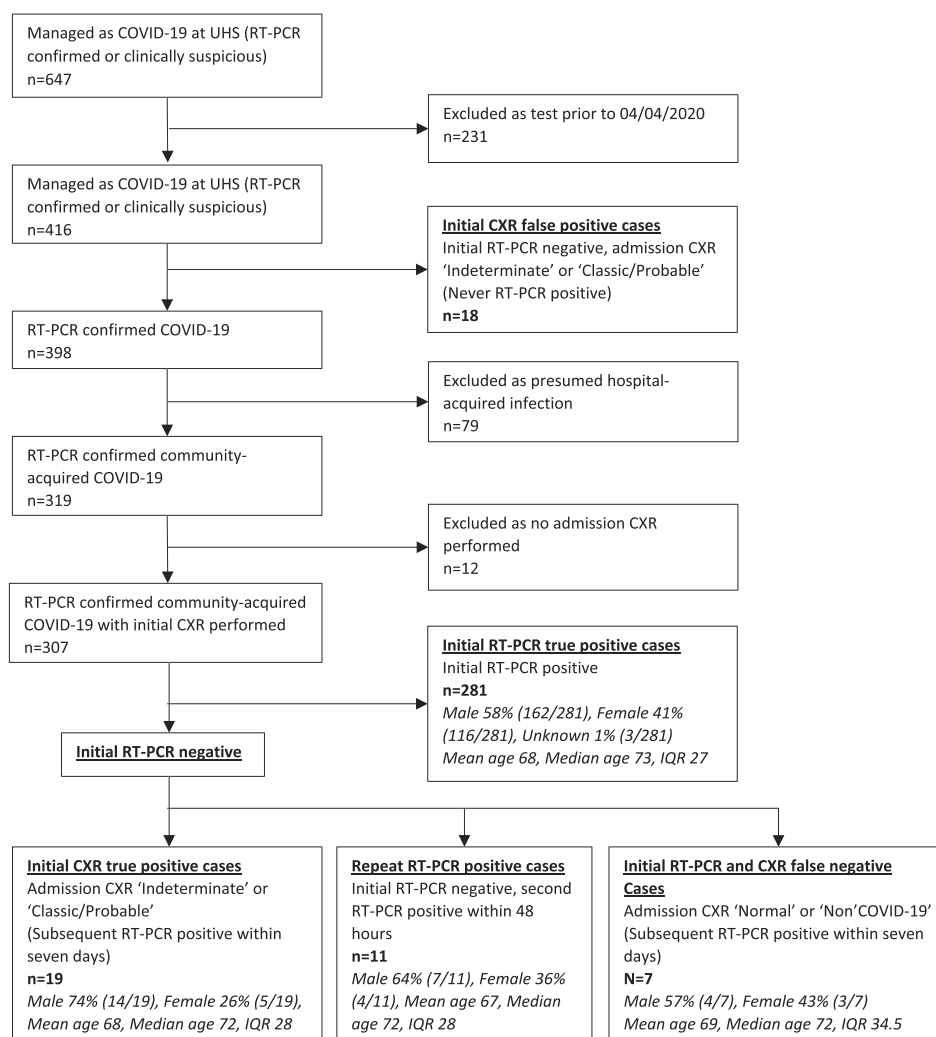 Managed as COVID-19 at UHS (RT-PCR
confirmed or clinically suspicious)
n=647
Excluded as test prior to 04/04/2020
n=231
Managed as COVID-19 at UHS (RT-PCR
confirmed or clinically suspicious)
n=416
Initial CXR false positive cases
Initial RT-PCR negative, admission CXR
‘Indeterminate’ or ‘Classic/Probable’
(Never RT-PCR positive)
n=18
RT-PCR confirmed COVID-19
n=398
Excluded as presumed hospital-
acquired infection
n=79
RT-PCR confirmed community-
acquired COVID-19
n=319
Excluded as no admission CXR
performed
n=12
RT-PCR confirmed community-acquired
COVID-19 with initial CXR performed
n=307
Initial RT-PCR true positive cases
Initial RT-PCR positive
n=281
Male 58% (162/281), Female 41%
(116/281), Unknown 1% (3/281)
Mean age 68, Median age 73, IQR 27
Initial RT-PCR negative
Initial CXR true positive cases
Admission CXR ‘Indeterminate’ or
‘Classic/Probable’
(Subsequent RT-PCR positive within
seven days)
n=19
Male 74% (14/19), Female 26% (5/19),
Mean age 68, Median age 72, IQR 28
Repeat RT-PCR positive cases
Initial RT-PCR negative, second
RT-PCR positive within 48
hours
n=11
Male 64% (7/11), Female 36%
(4/11), Mean age 67, Median
age 72, IQR 28
Initial RT-PCR and CXR false negative
Cases
Admission CXR ‘Normal’ or ‘Non’COVID-19’
(Subsequent RT-PCR positive within seven
days)
N=7
Male 57% (4/7), Female 43% (3/7)
Mean age 69, Median age 72, IQR 34.5